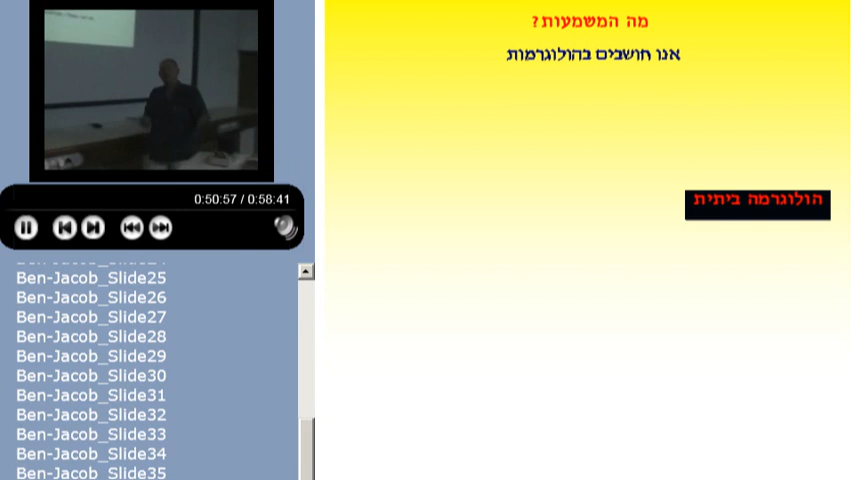 0:50:57 / 0:58:41
Ben-Jacob_Slide25
Ben-Jacob_Slide26
Ben-Jacob_Slide27
Ben-Jacob_Slide28
Ben-Jacob_Slide29
Ben-Jacob_Slide30
Ben-Jacob_Slide31
Ben-Jacob_Slide32
Ben-Jacob_Slide33
Ben-Jacob_Slide34
Ben-Jacob_Slide35
מה המשמעות?
אנו חושבים בהולוגרמות
הולוגרמה ביתית